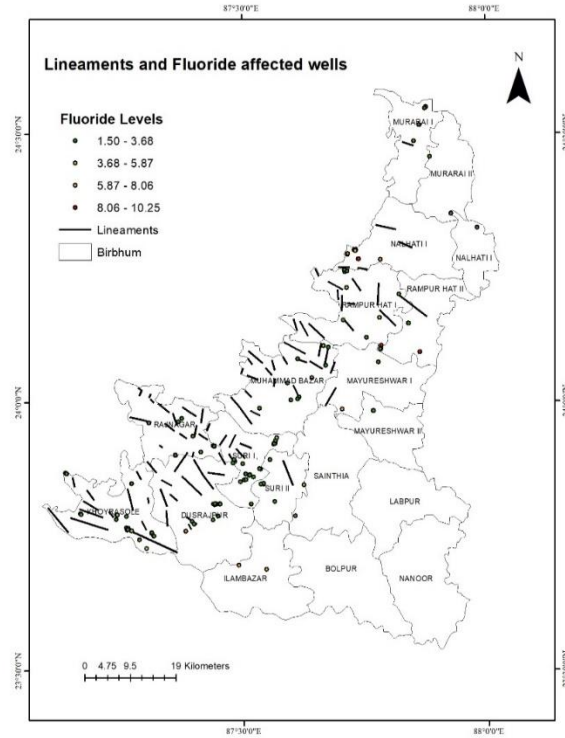 87°30'0"E
88°0'0"E
Lineaments and Fluoride affected wells
N
Fluoride Levels
1.50 - 3.68
3.68 - 5.87
5.87 - 8.06
8.06 - 10.25
Lineaments
Birbhum
24°30'0"N
MURARAI I
MURARAI II
NALHATI I
NALHATI I
RAMPUR HAT II
RAMPUR HAT I
MUHAMMAD BAZAR
MAYURESHWAR I
24°0'0"N
MAYURESHWAR II
RAJNAGAR
SURI I
SAINTHIA
SURI II
LABPUR
KHOYRASOLE
DUBRAJPUR
ILAMBAZAR
BOLPUR
NANOOR
23°30'0"N
0 4.75 9.5 19 Kilometers
87°30'0"E
88°0'0"E